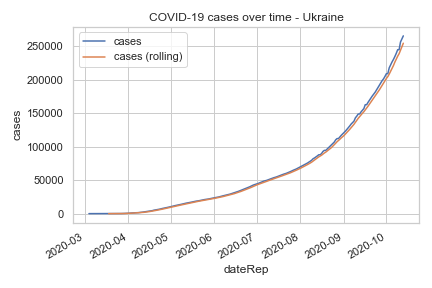 COVID-19 cases over time - Ukraine
cases
cases (rolling)
250000
200000
150000
100000
50000
0
cases
2020-03
2020-04
2020-05
2020-06
2020-07
2020-08
2020-09
2020-10
dateRep